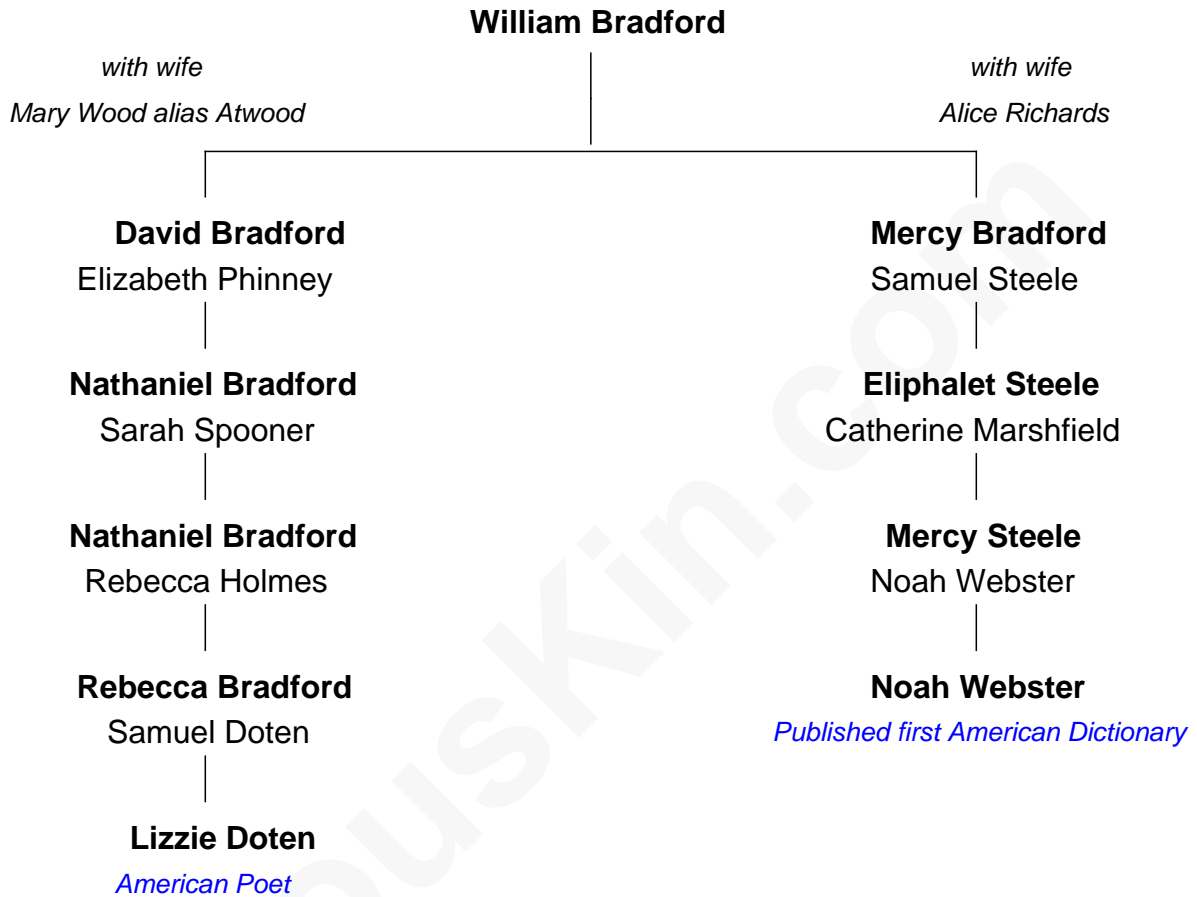 William Bradford
with wife
Mary Wood alias Atwood
with wife
Alice Richards
David Bradford
Elizabeth Phinney
Mercy Bradford
Samuel Steele
Nathaniel Bradford
Sarah Spooner
Eliphalet Steele
Catherine Marshfield
Nathaniel Bradford
Rebecca Holmes
Mercy Steele
Noah Webster
Rebecca Bradford
Samuel Doten
Noah Webster
Published first American Dictionary
Lizzie Doten
American Poet
ousKin.com